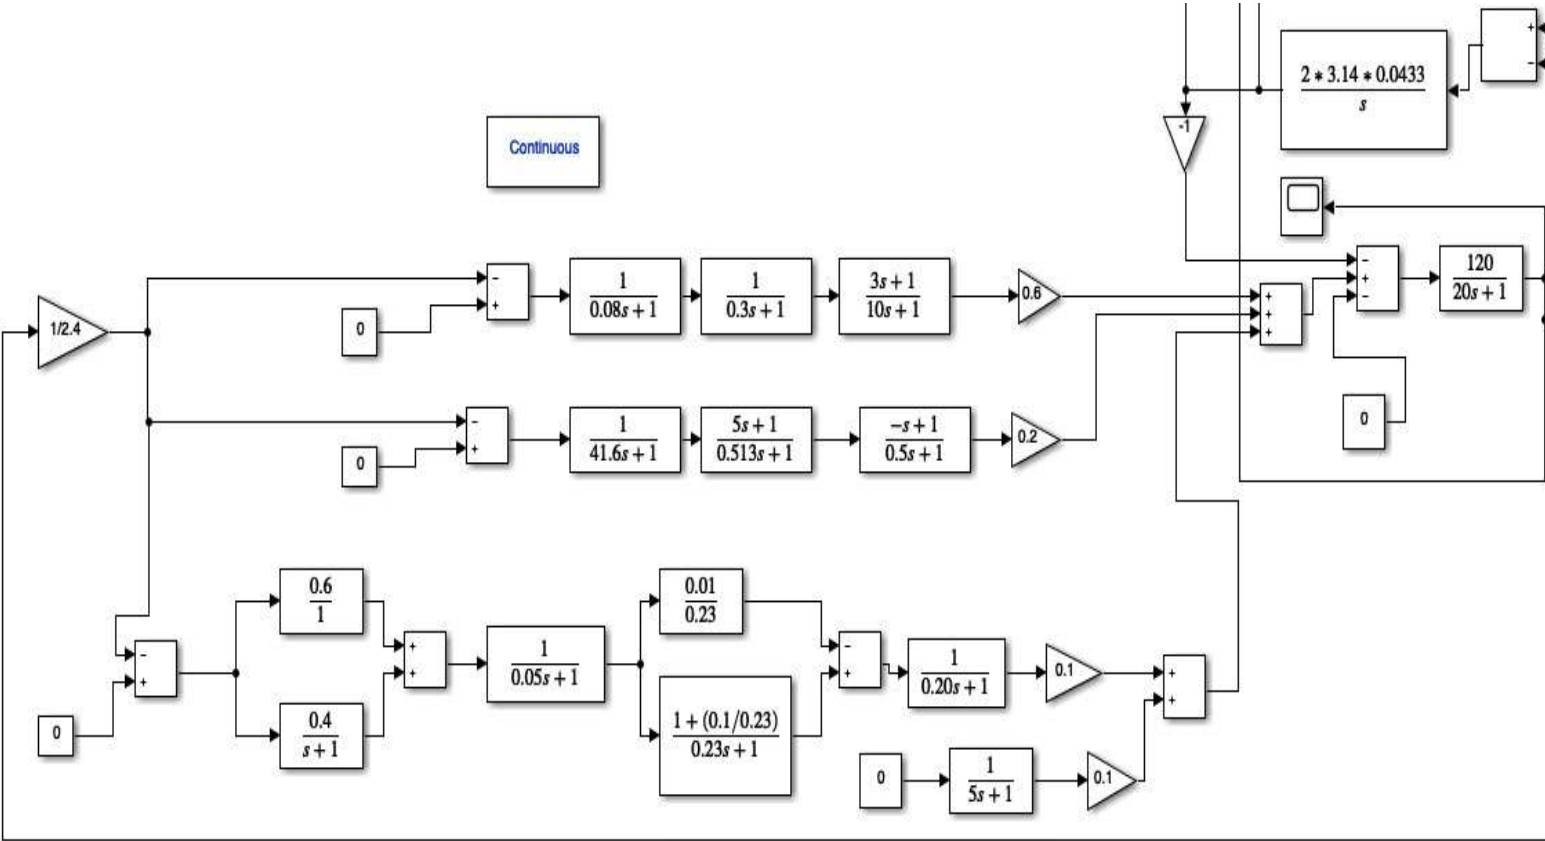 2 * 3.14 * 0.0433
s
+
-
-1
Continuous
1/2.4
0
-
+
1
0.08s + 1
1
0.3s + 1
3s + 1
10s + 1
0.6
+
+
+
-
+
-
120
20s + 1
0
0
-
+
1
41.6s + 1
5s + 1
0.513s + 1
-s + 1
0.5s + 1
0.2
0
-
+
0.6
1
0.4
s + 1
+
+
1
0.05s + 1
0.01
0.23
1 + (0.1/0.23)
0.23s + 1
-
+
1
0.20s + 1
0.1
+
+
0
1
5s + 1
0.1